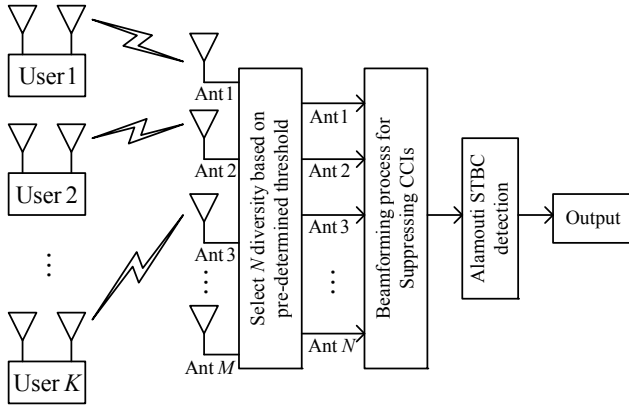 User 1
User 2
⋮
User K
Ant 1
Ant 2
Ant 3
⋮
Ant M
Select N diversity based on
pre-determined threshold
Ant 1
Ant 2
Ant 3
⋮
Ant N
Beamforming process for
Suppressing CCIs
Alamouti STBC
detection
Output